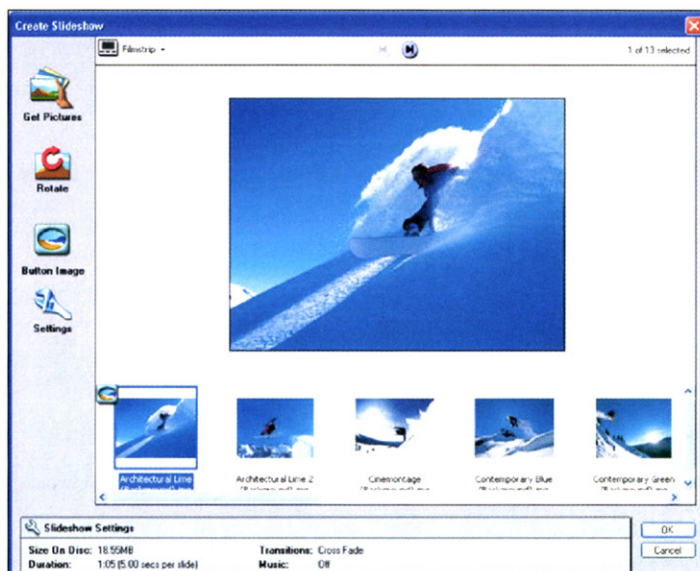 Create Slideshow
Filmstrip
1 of 13 selected
Get Pictures
Rotate
Button Image
Settings
Architectural Lime
Architectural Lime 2
Cinemontage
Contemporary Blue
Contemporary Green
Slideshow Settings
Size On Disc: 18.55MB
Transitions: Cross Fade
Duration: 1:05 (5.00 secs per slide)
Music: Off
OK
Cancel